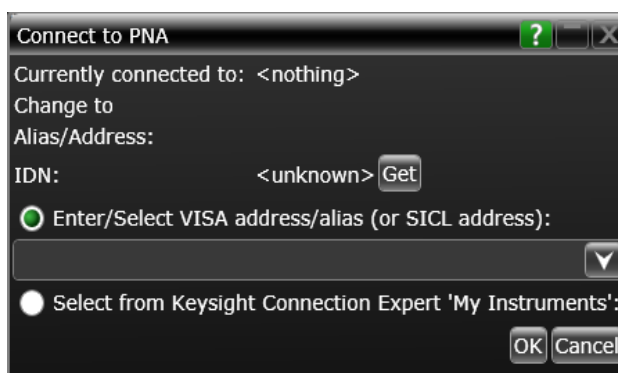 Connect to PNA ?
Currently connected to: <nothing>
Change to
Alias/Address:
IDN: <unknown> Get
Enter/Select VISA address/alias (or SICL address):
Select from Keysight Connection Expert 'My Instruments':
OK Cancel